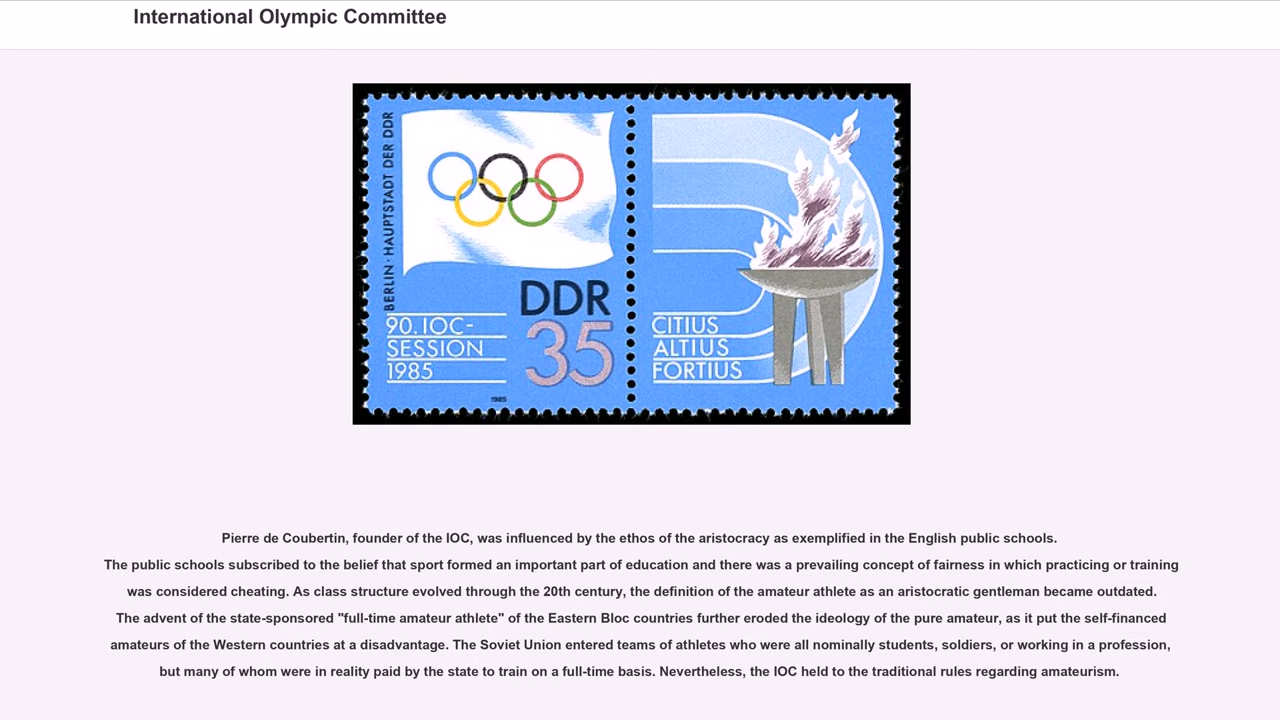 International Olympic Committee
BERLIN · HAUPTSTADT DER DDR
DDR
35
90. IOC-
SESSION
1985
1985
CITIUS
ALTIUS
FORTIUS
Pierre de Coubertin, founder of the IOC, was influenced by the ethos of the aristocracy as exemplified in the English public schools.
The public schools subscribed to the belief that sport formed an important part of education and there was a prevailing concept of fairness in which practicing or training
was considered cheating. As class structure evolved through the 20th century, the definition of the amateur athlete as an aristocratic gentleman became outdated.
The advent of the state-sponsored "full-time amateur athlete" of the Eastern Bloc countries further eroded the ideology of the pure amateur, as it put the self-financed
amateurs of the Western countries at a disadvantage. The Soviet Union entered teams of athletes who were all nominally students, soldiers, or working in a profession,
but many of whom were in reality paid by the state to train on a full-time basis. Nevertheless, the IOC held to the traditional rules regarding amateurism.